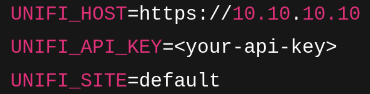 UNIFI_HOST=https://10.10.10.10
UNIFI_API_KEY=<your-api-key>
UNIFI_SITE=default